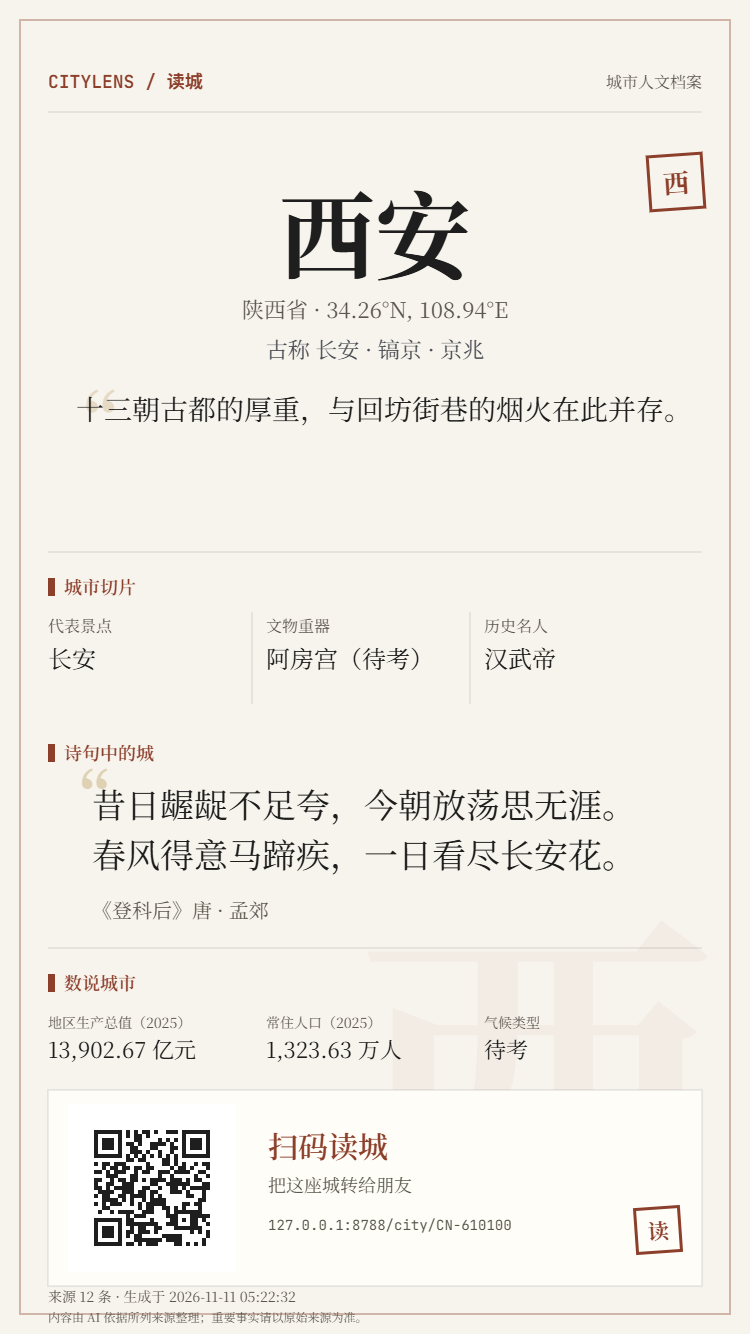 CITYLENS / 读城
城市人文档案
西
西安
陕西省 · 34.26°N, 108.94°E
古称 长安 · 镐京 · 京兆
“十三朝古都的厚重，与回坊街巷的烟火在此并存。
城市切片
代表景点
长安
文物重器
阿房宫（待考）
历史名人
汉武帝
诗句中的城
“昔日龌龊不足夸，今朝放荡思无涯。
春风得意马蹄疾，一日看尽长安花。
《登科后》唐 · 孟郊
西
数说城市
地区生产总值（2025）
13,902.67 亿元
常住人口（2025）
1,323.63 万人
气候类型
待考
扫码读城
把这座城转给朋友
127.0.0.1:8788/city/CN-610100
读
来源 12 条 · 生成于 2026-11-11 05:22:32
内容由 AI 依据所列来源整理；重要事实请以原始来源为准。